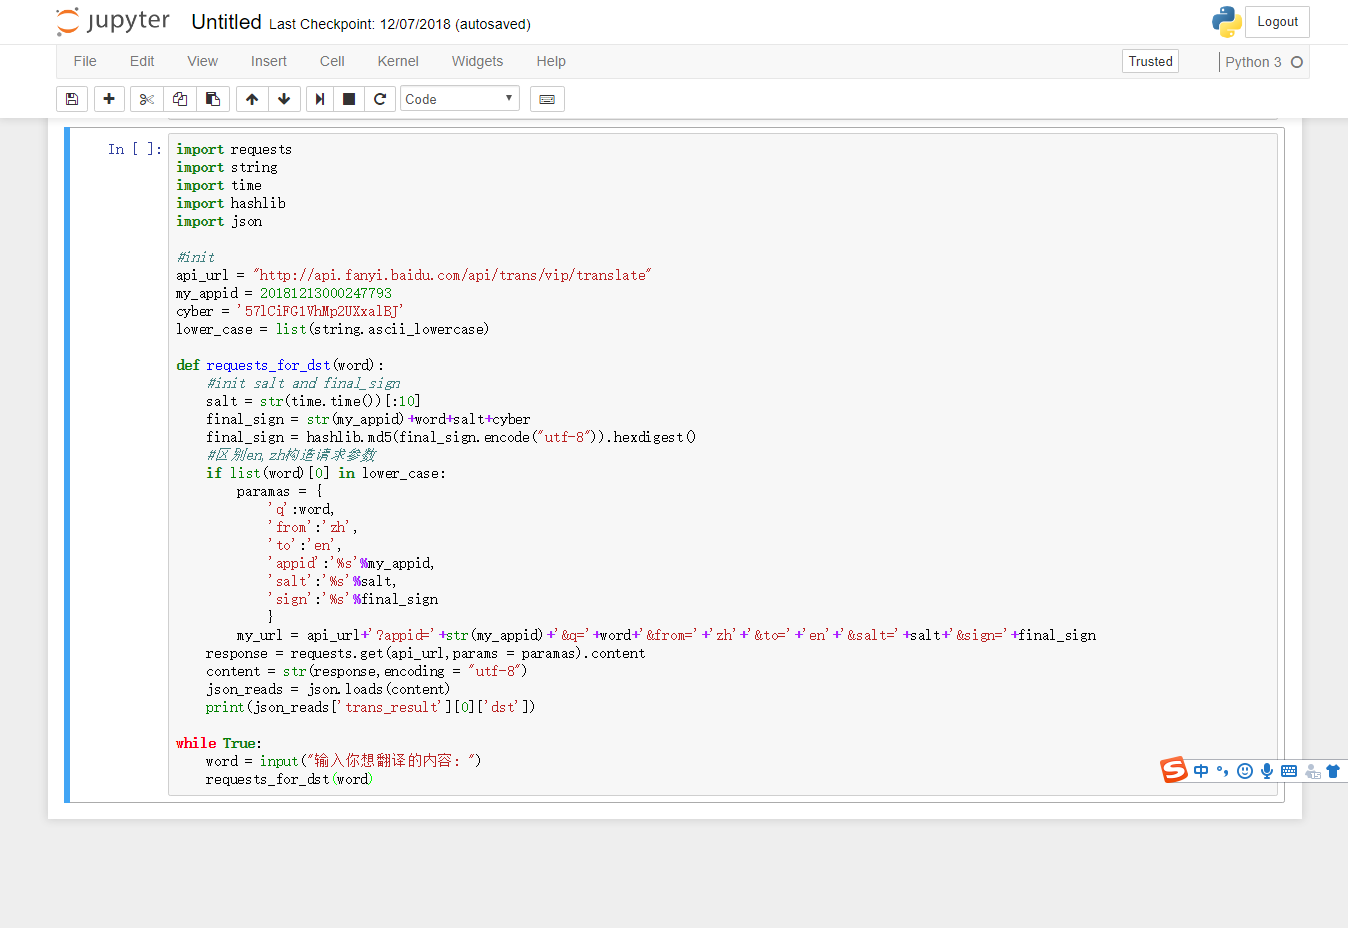 jupyter Untitled Last Checkpoint: 12/07/2018 (autosaved) Logout
File Edit View Insert Cell Kernel Widgets Help Trusted Python 3
Code
In [ ]:
import requests
import string
import time
import hashlib
import json
#init
api_url = "http://api.fanyi.baidu.com/api/trans/vip/translate"
my_appid = 20181213000247793
cyber = '57lCiFG1VhMp2UXxalBJ'
lower_case = list(string.ascii_lowercase)
def requests_for_dst(word):
#init salt and final_sign
salt = str(time.time())[:10]
final_sign = str(my_appid)+word+salt+cyber
final_sign = hashlib.md5(final_sign.encode("utf-8")).hexdigest()
#区别en,zh构造请求参数
if list(word)[0] in lower_case:
paramas = {
'q':word,
'from':'zh',
'to':'en',
'appid':'%s'%my_appid,
'salt':'%s'%salt,
'sign':'%s'%final_sign
}
my_url = api_url+'?appid='+str(my_appid)+'&q='+word+'&from='+'zh'+'&to='+'en'+'&salt='+salt+'&sign='+final_sign
response = requests.get(api_url,params = paramas).content
content = str(response,encoding = "utf-8")
json_reads = json.loads(content)
print(json_reads['trans_result'][0]['dst'])
while True:
word = input("输入你想翻译的内容：")
requests_for_dst(word)
S 中